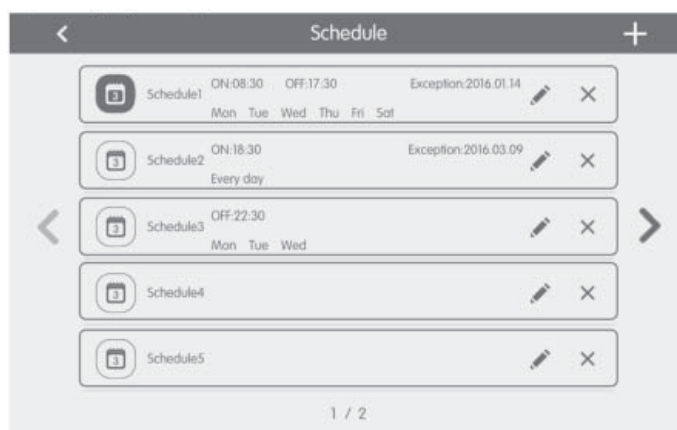 Schedule
Schedule1 ON:08:30 OFF:17:30 Exception:2016.01.14
Mon Tue Wed Thu Fri Sat
Schedule2 ON:18:30 Exception:2016.03.09
Every day
Schedule3 OFF:22:30
Mon Tue Wed
Schedule4
Schedule5
1 / 2